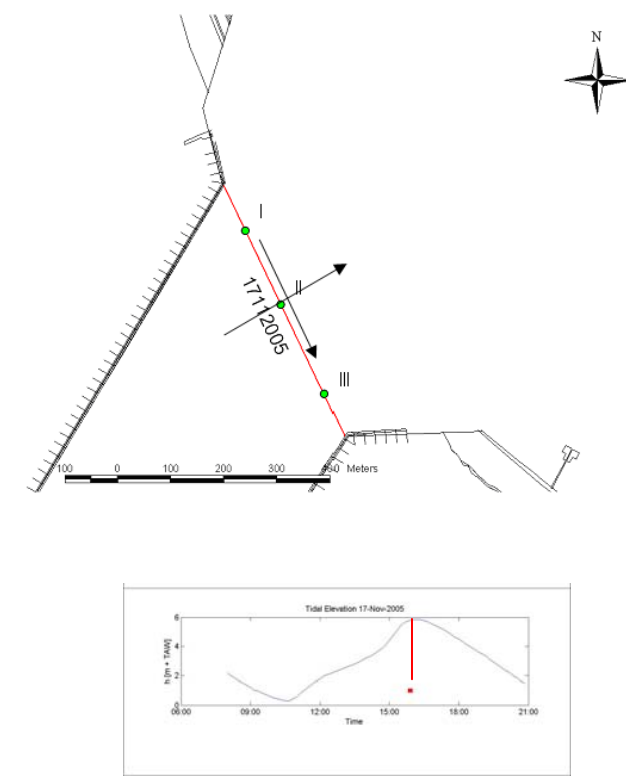 N
I
II
17112005
III
100 0 100 200 300 400 Meters
Tidal Elevation 17-Nov-2005
h [m + TAW]
6
4
2
0
06:00 09:00 12:00 15:00 18:00 21:00
Time